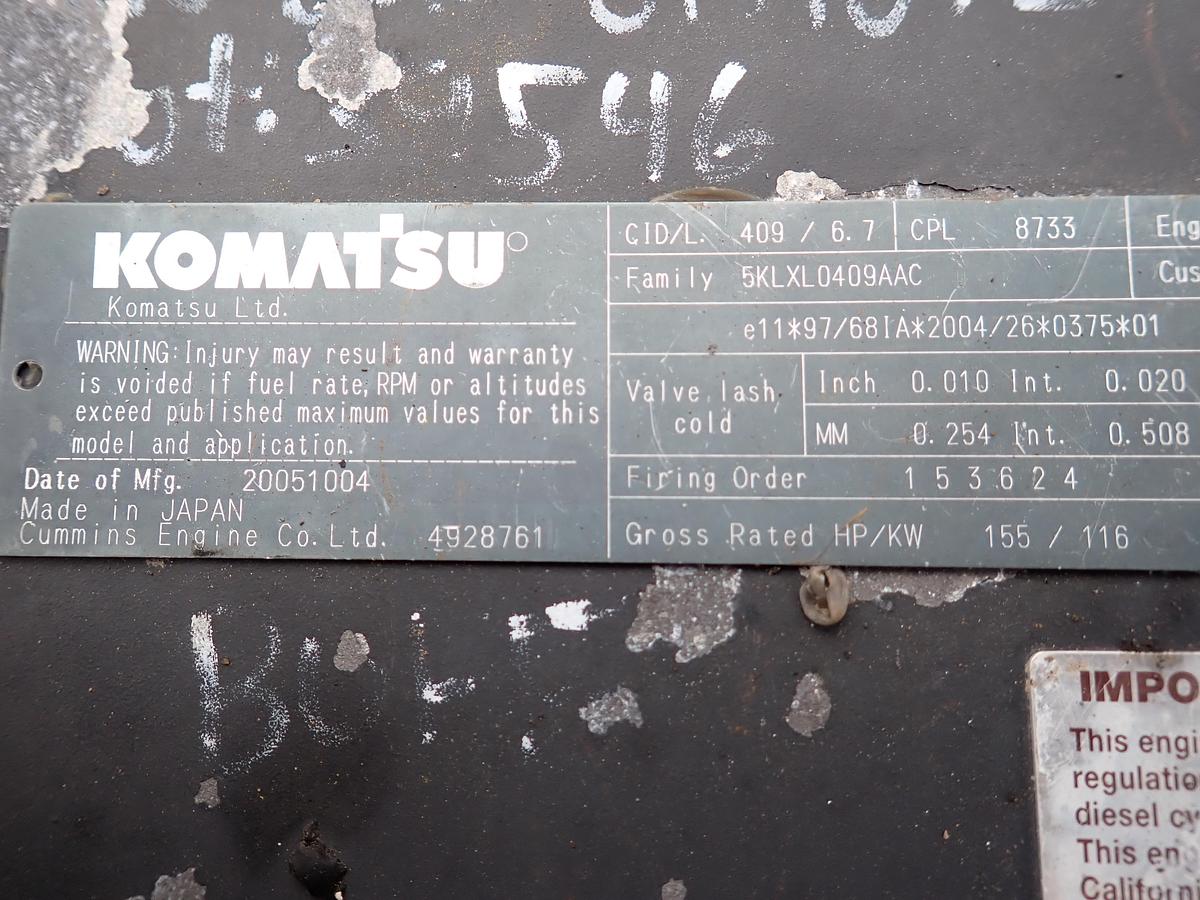 546
KOMATSU
Komatsu Ltd.
WARNING: Injury may result and warranty
is voided if fuel rate, RPM or altitudes
exceed published maximum values for this
model and application.
Date of Mfg. 20051004
Made in JAPAN
Cummins Engine Co. Ltd. 4928761
CID/L. 409 / 6.7 CPL 8733 Eng
Family 5KLXL0409AAC Cus
e11*97/68IA*2004/26*0375*01
Valve lash cold
Inch 0.010 Int. 0.020
MM 0.254 Int. 0.508
Firing Order 1 5 3 6 2 4
Gross Rated HP/KW 155 / 116
IMPO
This engi
regulatio
diesel cy
This en
Californi